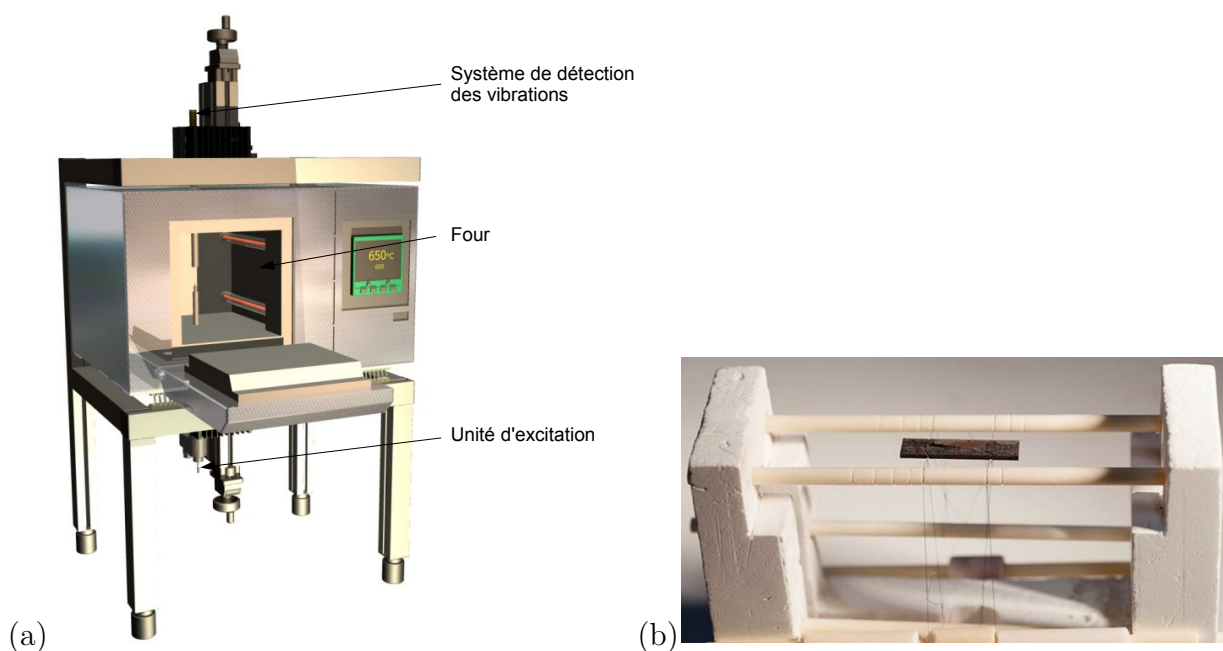 Système de détection
des vibrations
Four
650°C
650
Unité d'excitation
(a)
(b)